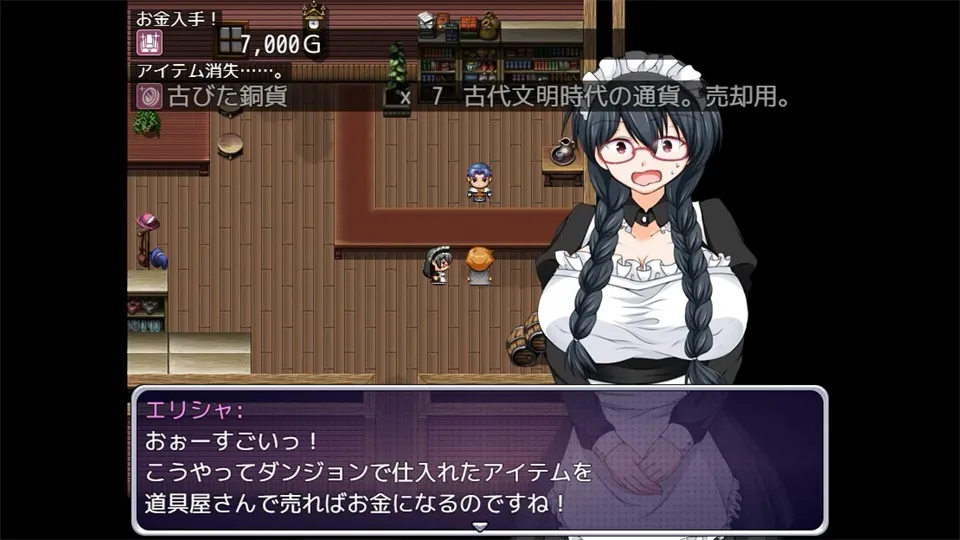 お金入手！
7,000G
アイテム消失……。
古びた銅貨 x 7 古代文明時代の通貨。売却用。
エリシャ:
おぉーすごいっ！
こうやってダンジョンで仕入れたアイテムを
道具屋さんで売ればお金になるのですね！